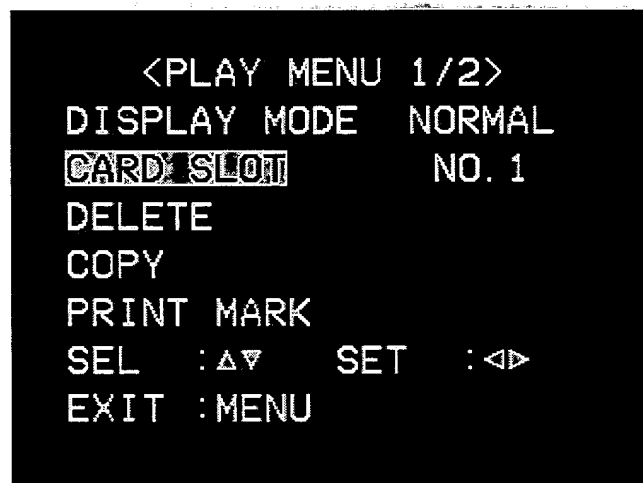 <PLAY MENU 1/2>
DISPLAY MODE NORMAL
CARD SLOT NO. 1
DELETE
COPY
PRINT MARK
SEL :△▽ SET :◁▷
EXIT :MENU